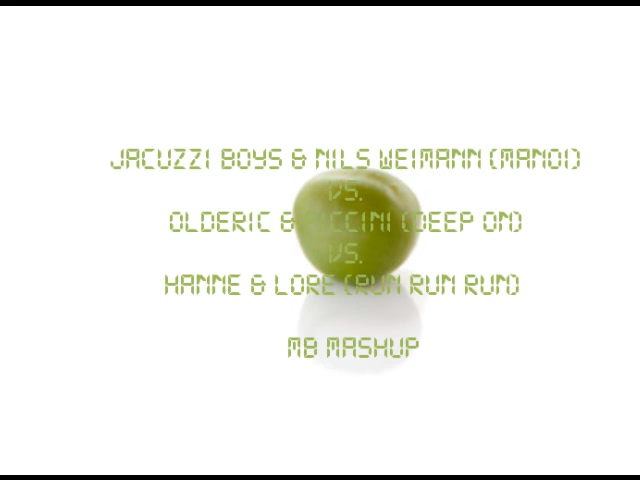 JACUZZI BOYS & NILS WEIMANN (MANOI)
VS.
OLDERIC & (DEEP ON)
VS.
HANNE & LORE (RUN RUN RUN)
MB MASHUP